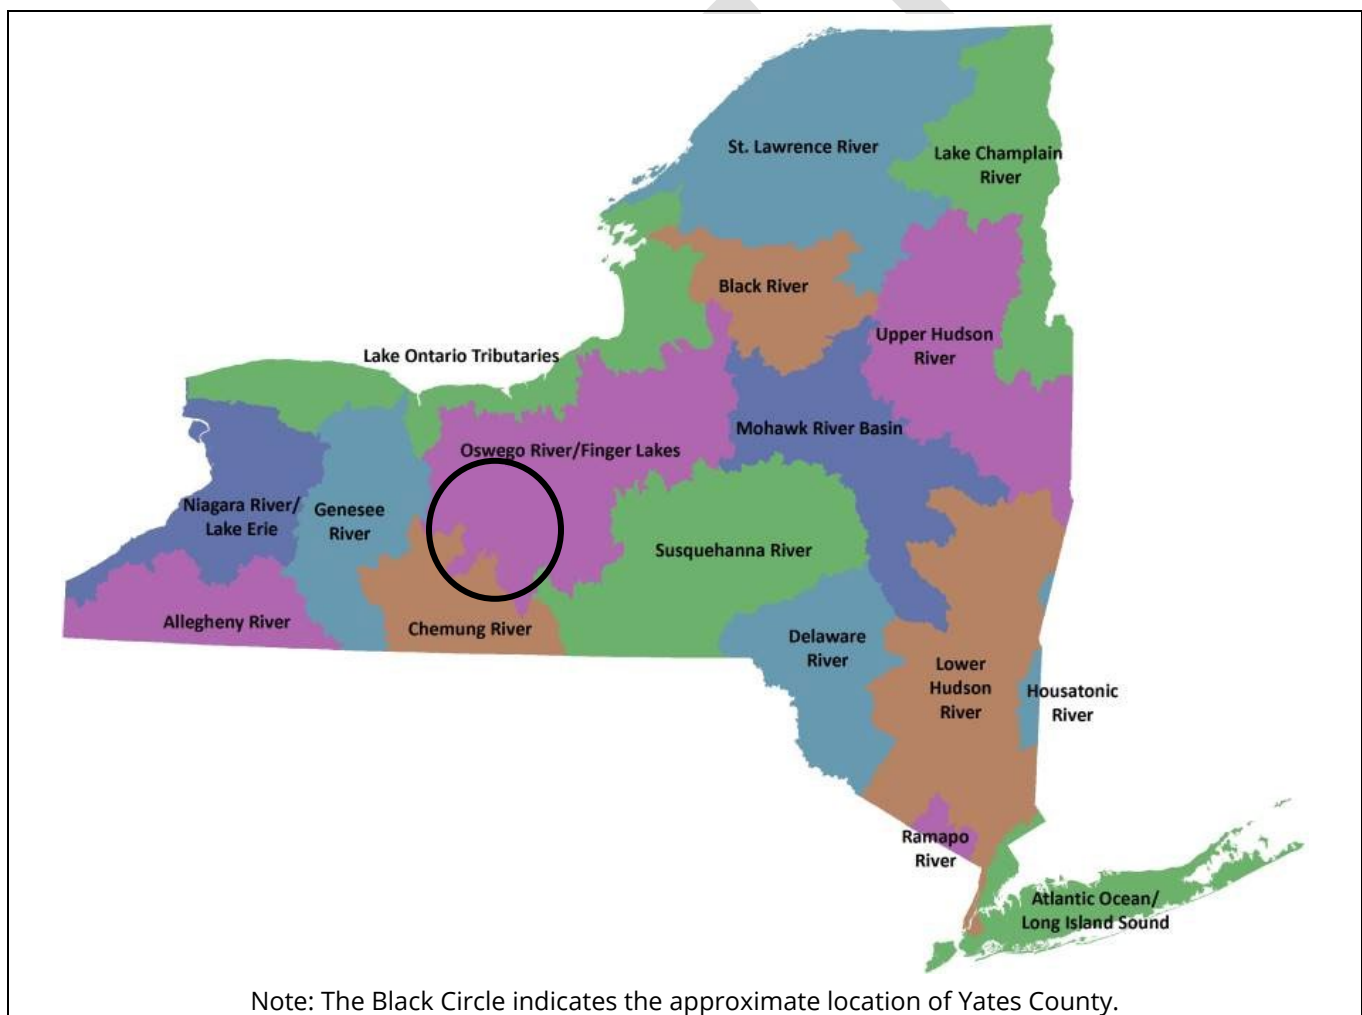 St. Lawrence River
Lake Champlain
River
Black River
Upper Hudson
River
Lake Ontario Tributaries
Mohawk River Basin
Oswego River/Finger Lakes
Niagara River/
Lake Erie
Genesee
River
Susquehanna River
Allegheny River
Chemung River
Delaware
River
Lower
Hudson
River
Housatonic
River
Ramapo
River
Atlantic Ocean/
Long Island Sound
Note: The Black Circle indicates the approximate location of Yates County.